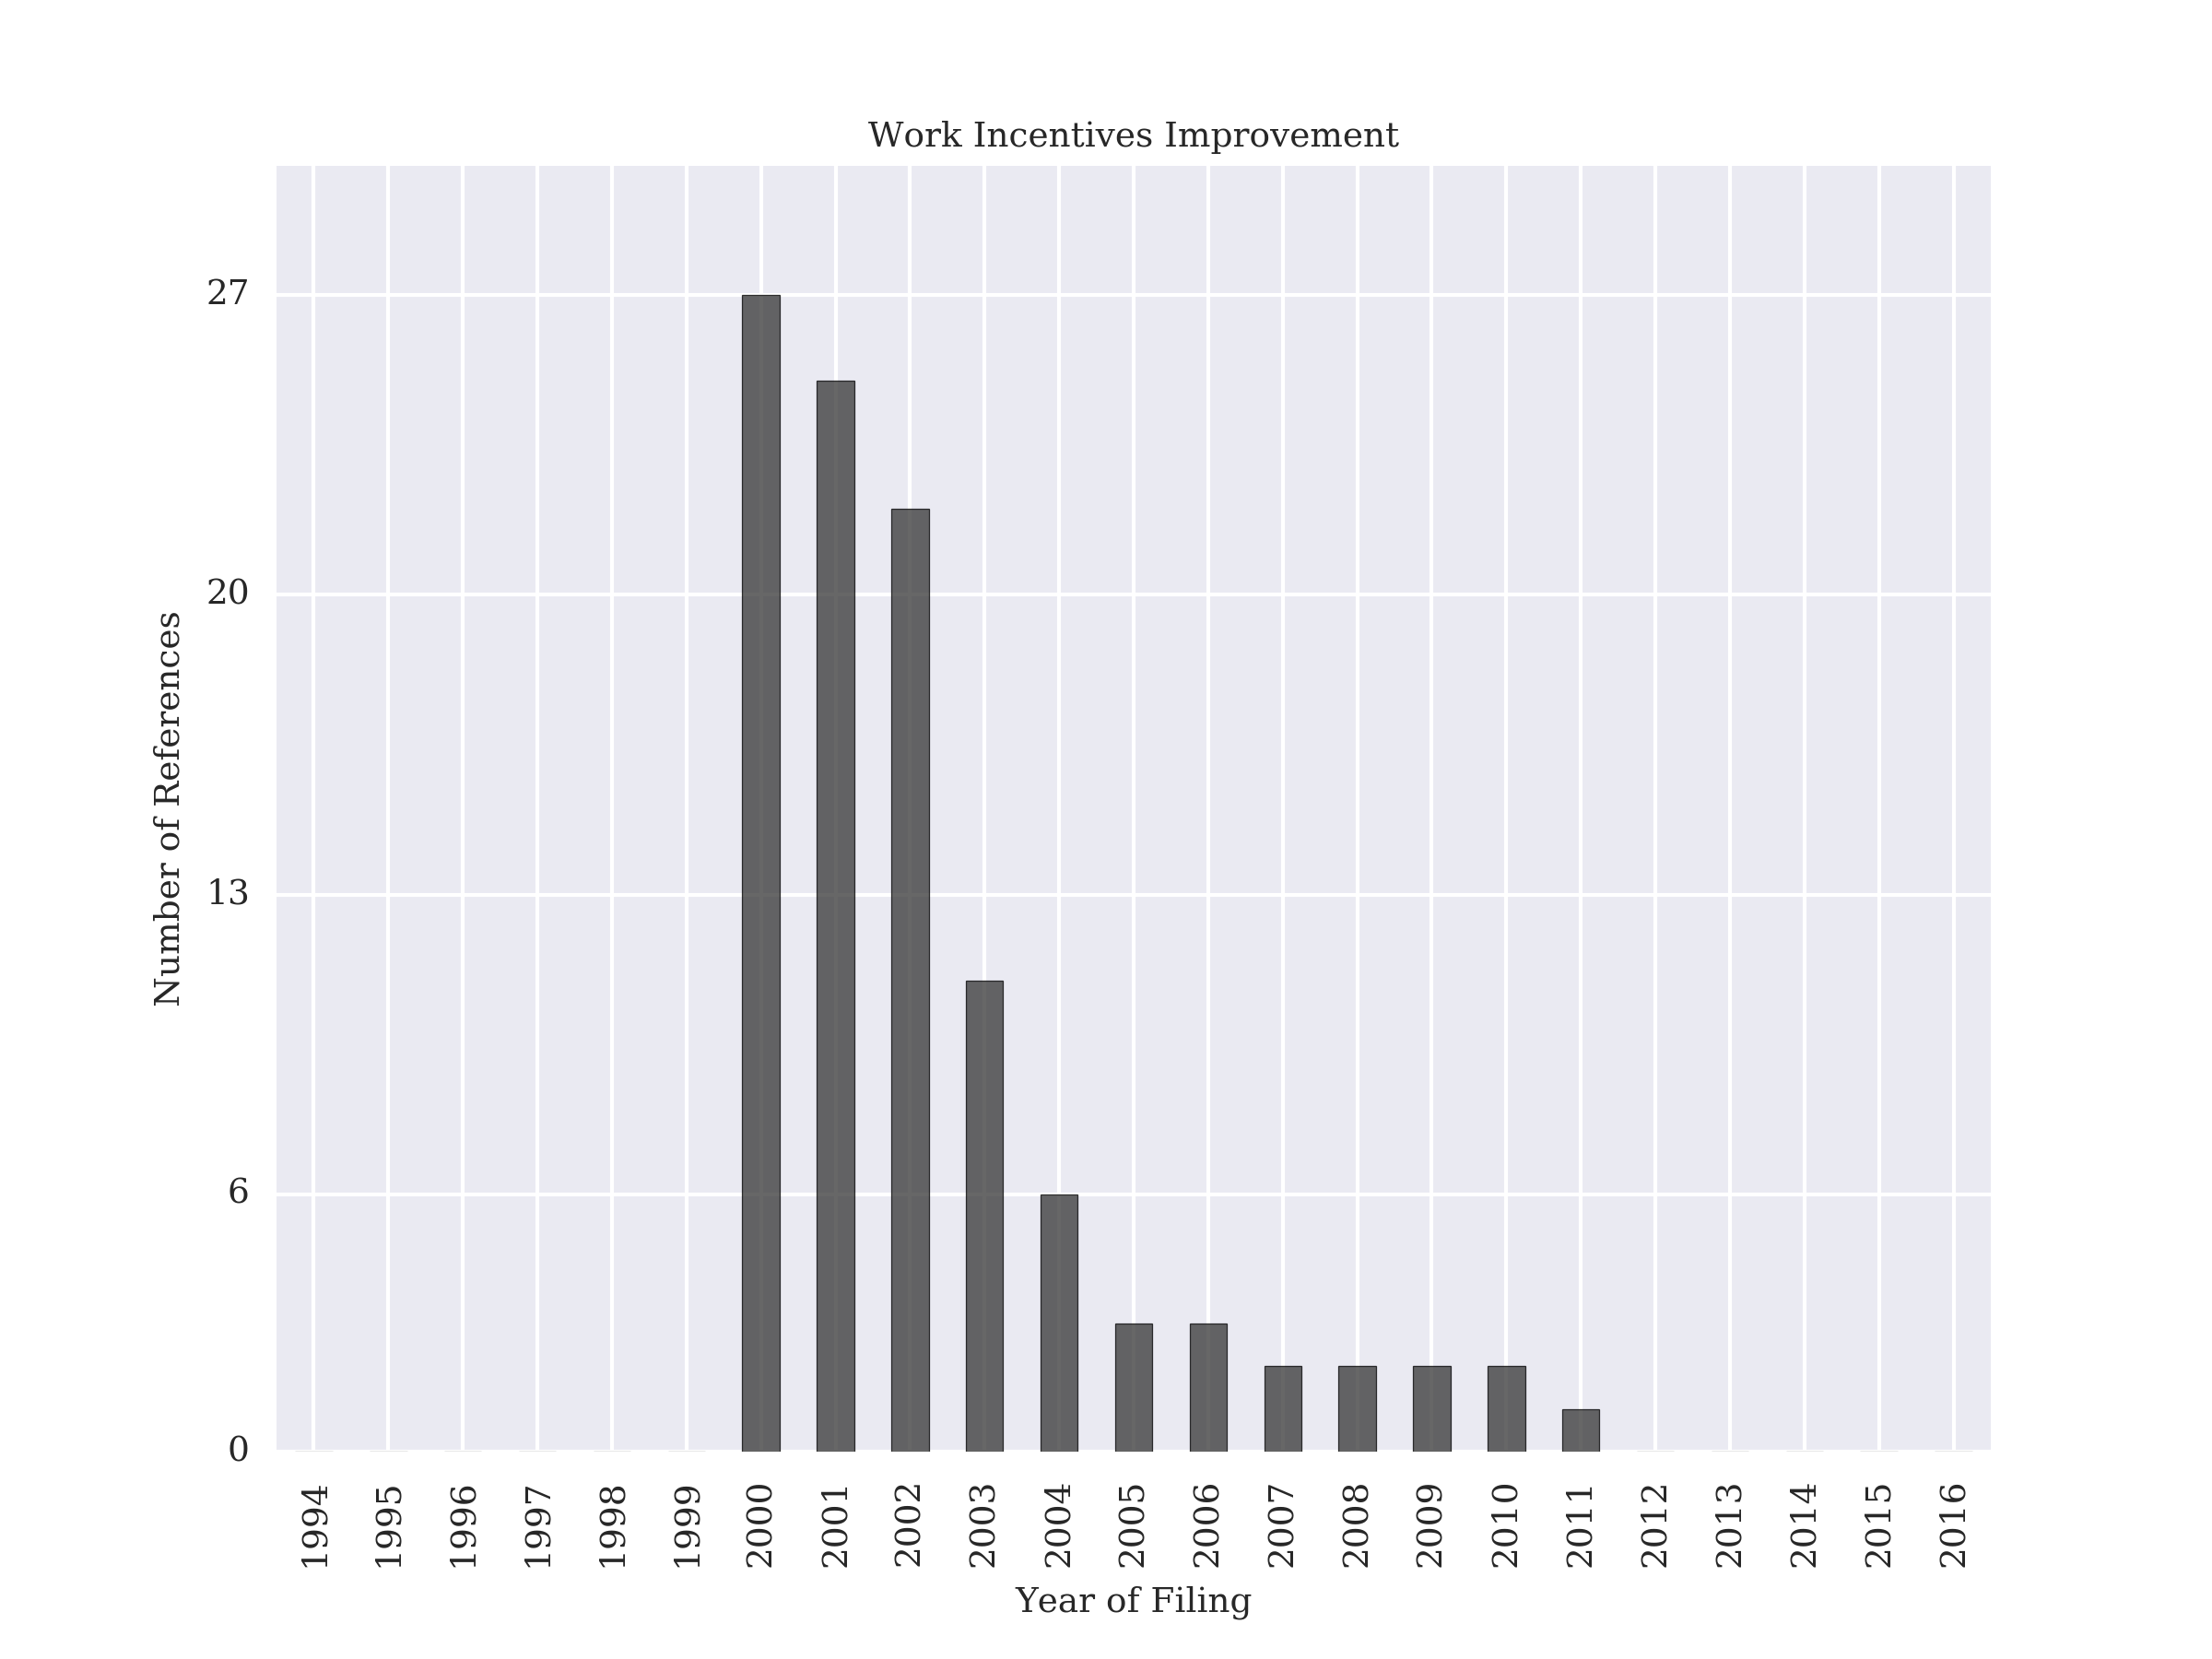 Work Incentives Improvement
Number of References
27
20
13
6
0
1994 1995 1996 1997 1998 1999 2000 2001 2002 2003 2004 2005 2006 2007 2008 2009 2010 2011 2012 2013 2014 2015 2016
Year of Filing